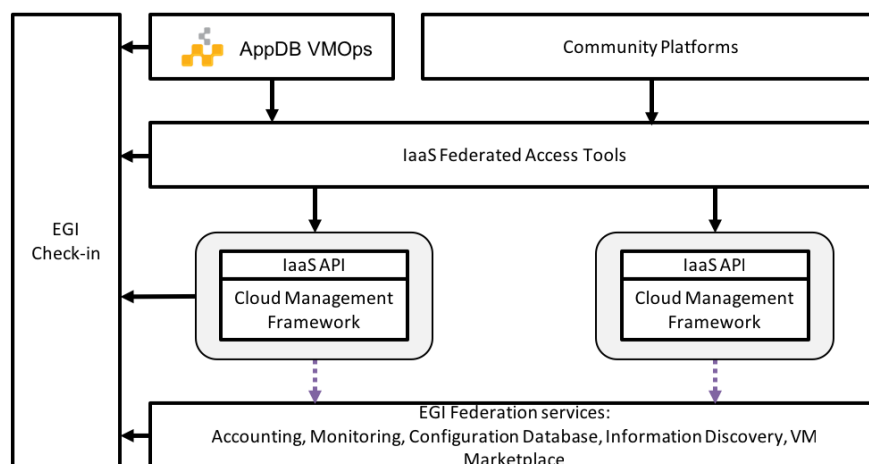 AppDB VMOps
Community Platforms
IaaS Federated Access Tools
EGI
Check-in
IaaS API
Cloud Management
Framework
IaaS API
Cloud Management
Framework
EGI Federation services:
Accounting, Monitoring, Configuration Database, Information Discovery, VM
Marketplace